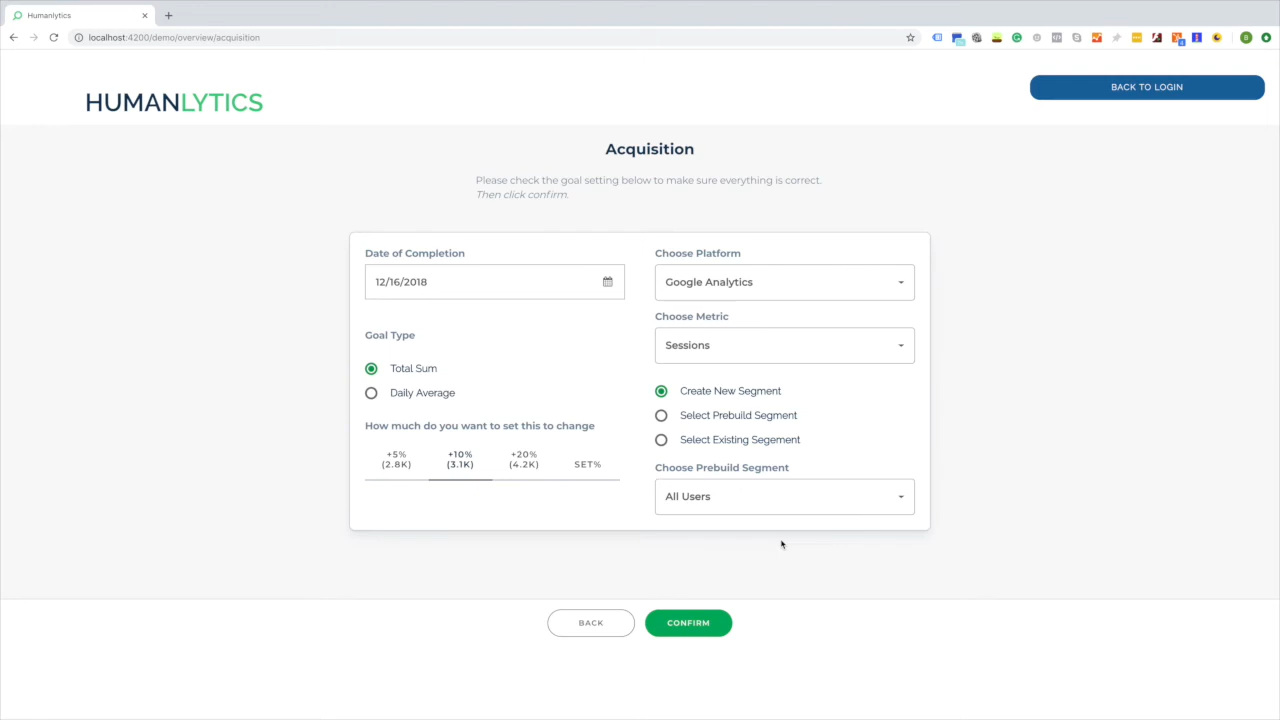 Humanlytics
localhost:4200/demo/overview/acquisition
HUMANLYTICS
BACK TO LOGIN
Acquisition
Please check the goal setting below to make sure everything is correct.
Then click confirm.
Date of Completion
12/16/2018
Goal Type
Total Sum
Daily Average
How much do you want to set this to change
+5% +10% +20% SET%
(2.8K) (3.1K) (4.2K)
Choose Platform
Google Analytics
Choose Metric
Sessions
Create New Segment
Select Prebuild Segment
Select Existing Segement
Choose Prebuild Segment
All Users
BACK
CONFIRM